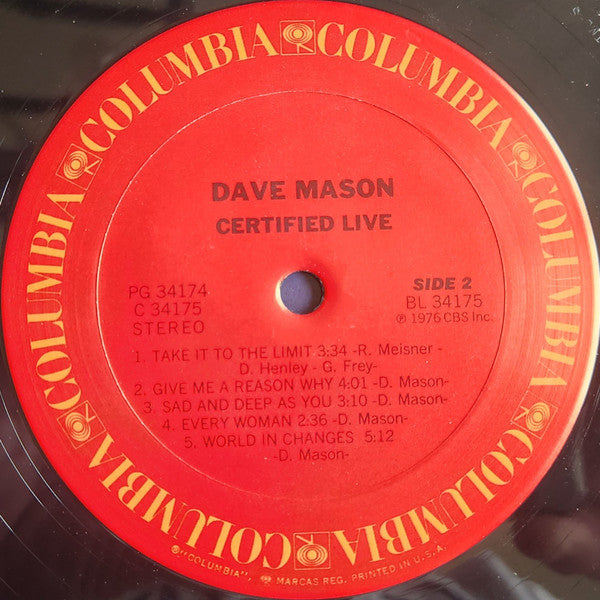 COLUMBIA COLUMBIA COLUMBIA COLUMBIA COLUMBIA COLUMBIA
DAVE MASON
CERTIFIED LIVE
PG 34174
C 34175
STEREO
SIDE 2
BL 34175
℗ 1976 CBS Inc.
1. TAKE IT TO THE LIMIT 3:34 -R. Meisner -
D. Henley - G. Frey-
2. GIVE ME A REASON WHY 4:01 -D. Mason-
3. SAD AND DEEP AS YOU 3:10 -D. Mason-
4. EVERY WOMAN 2:36 -D. Mason-
5. WORLD IN CHANGES 5:12
-D. Mason-
"COLUMBIA", MARCAS REG. PRINTED IN U.S.A.